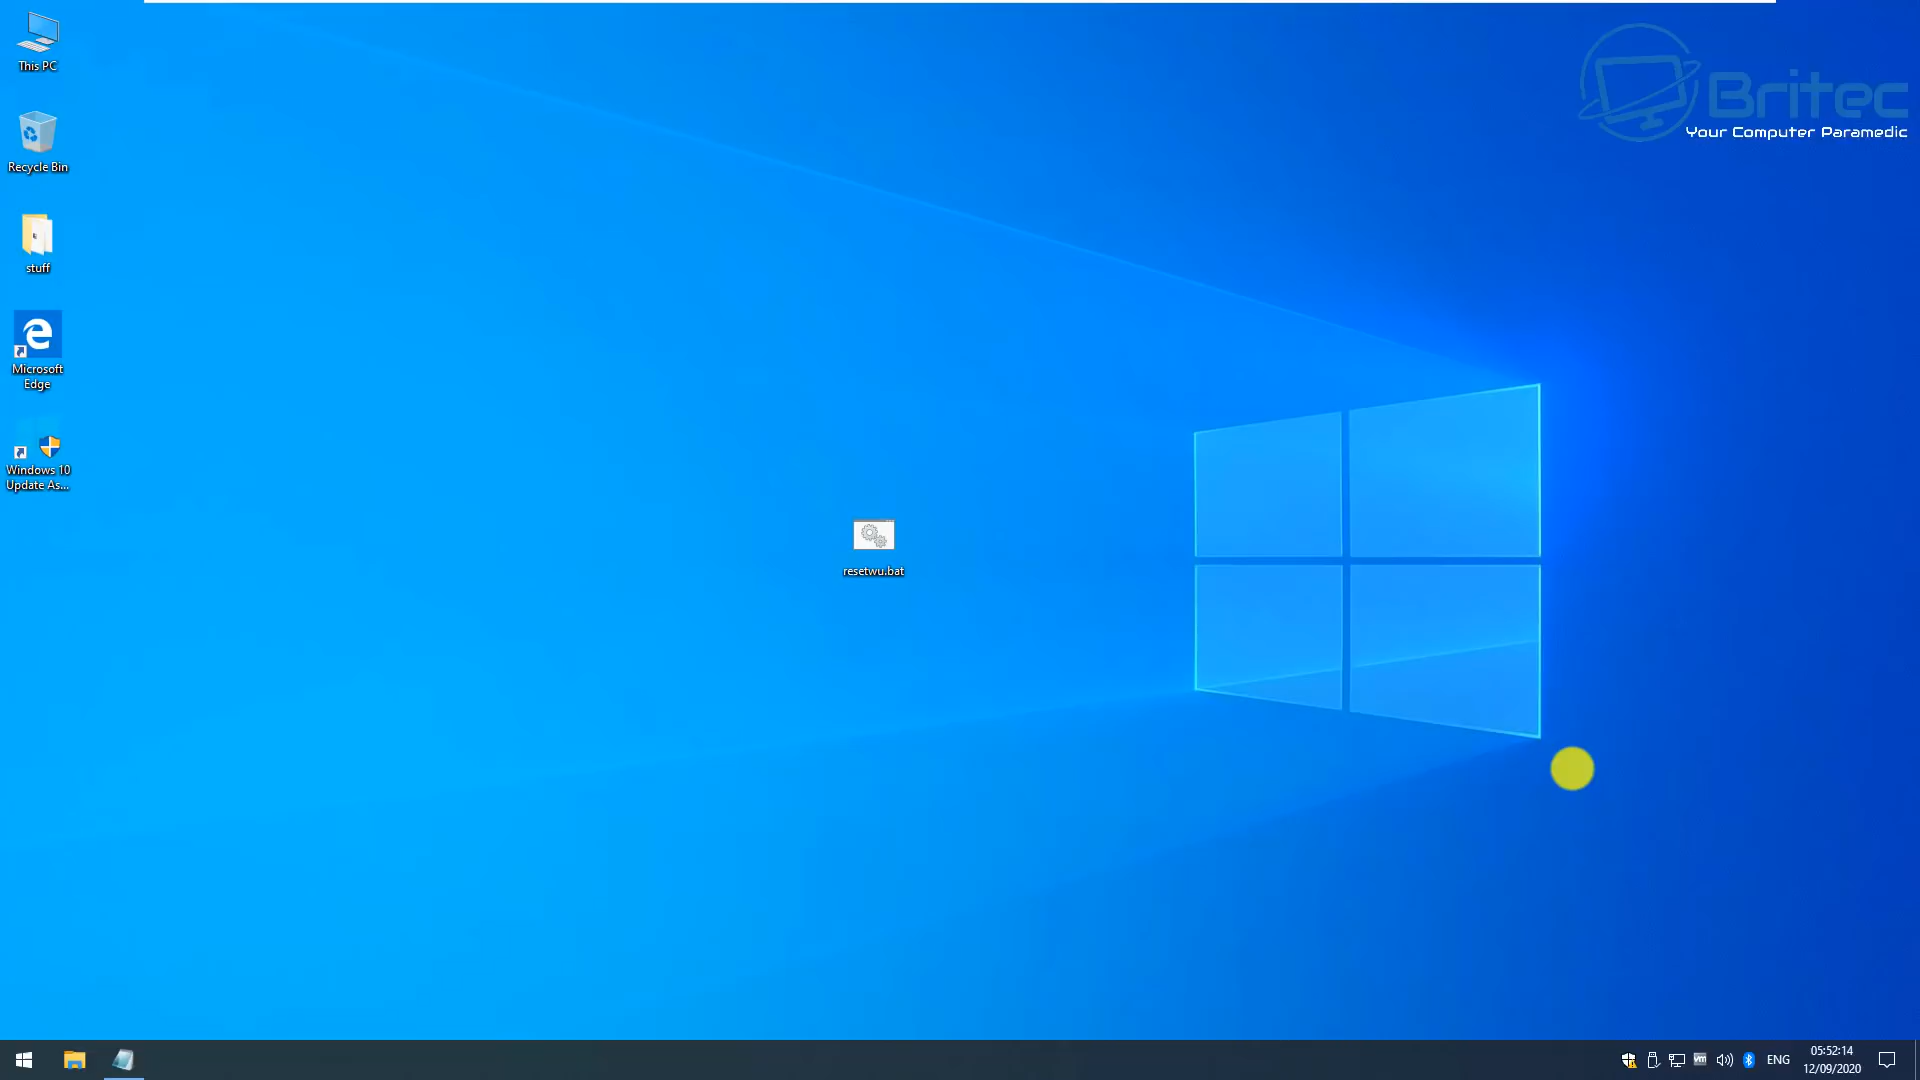 This PC
Recycle Bin
stuff
Microsoft
Edge
Windows 10
Update As...
resetwu.bat
Britec
Your Computer Paramedic
ENG
05:52:14
12/09/2020